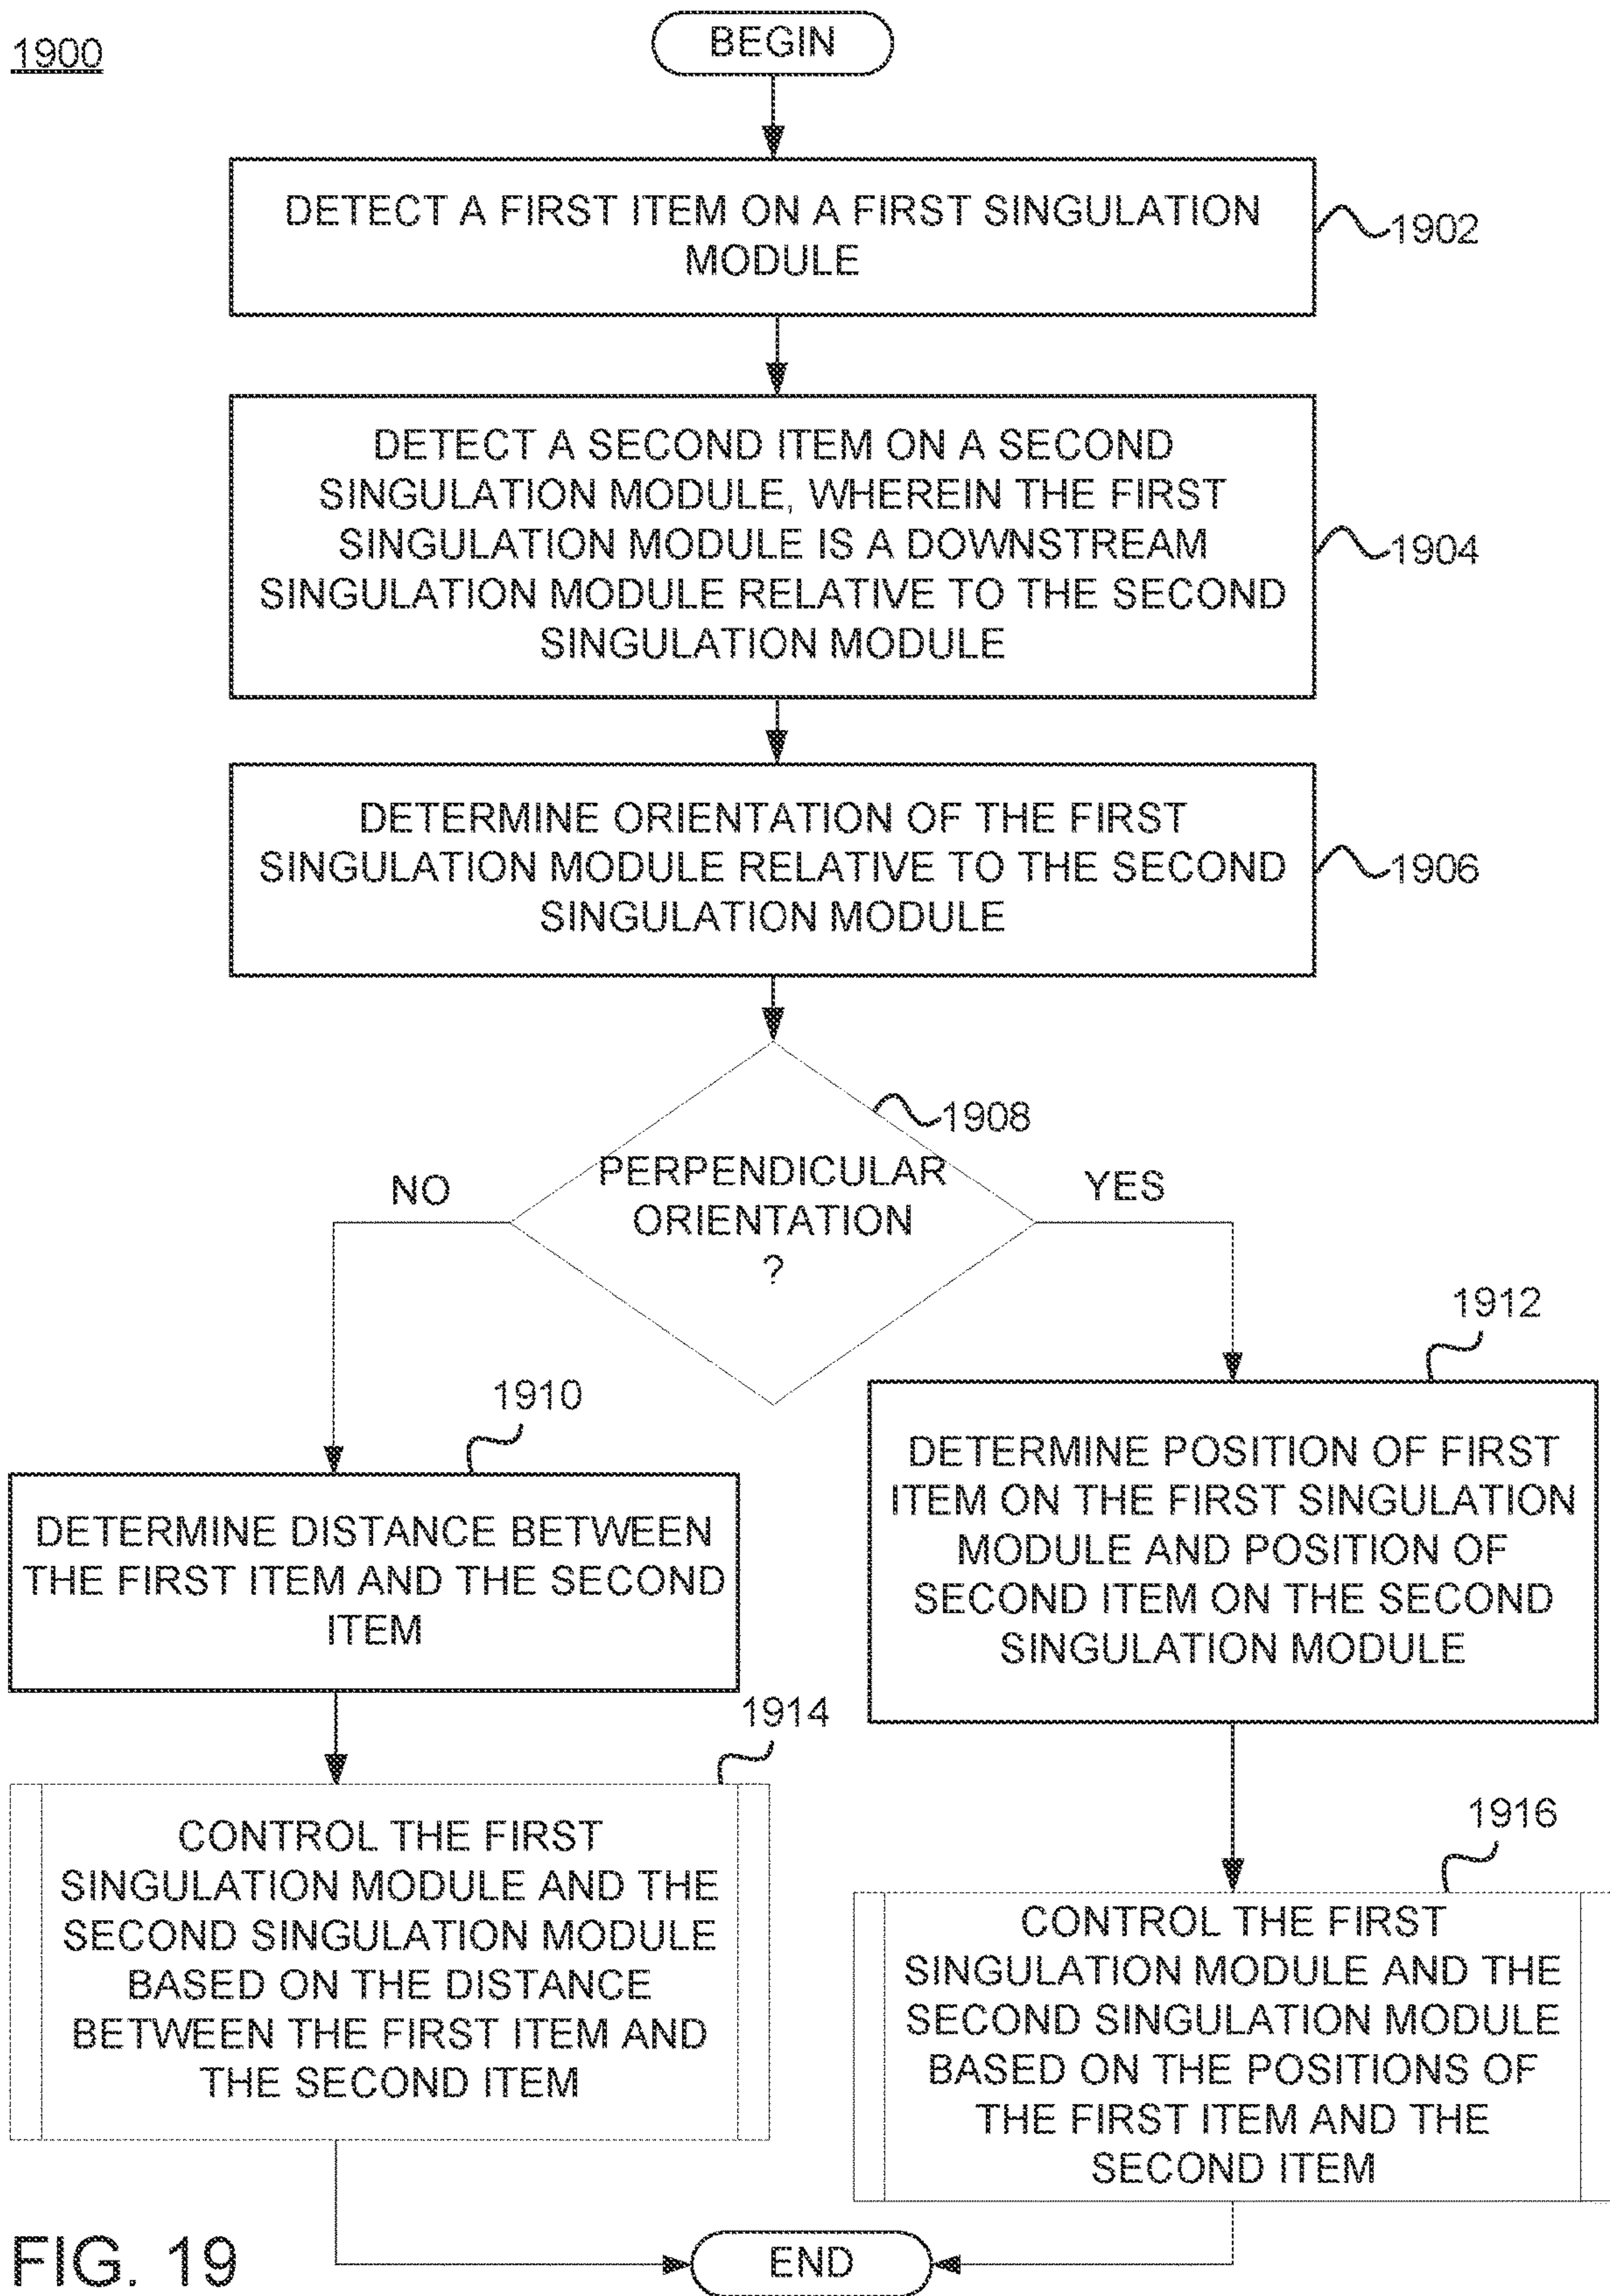 1900
BEGIN
DETECT A FIRST ITEM ON A FIRST SINGULATION
MODULE
1902
DETECT A SECOND ITEM ON A SECOND
SINGULATION MODULE, WHEREIN THE FIRST
SINGULATION MODULE IS A DOWNSTREAM
SINGULATION MODULE RELATIVE TO THE SECOND
SINGULATION MODULE
1904
DETERMINE ORIENTATION OF THE FIRST
SINGULATION MODULE RELATIVE TO THE SECOND
SINGULATION MODULE
1906
1908
PERPENDICULAR
ORIENTATION
?
NO
YES
1910
DETERMINE DISTANCE BETWEEN
THE FIRST ITEM AND THE SECOND
ITEM
1912
DETERMINE POSITION OF FIRST
ITEM ON THE FIRST SINGULATION
MODULE AND POSITION OF
SECOND ITEM ON THE SECOND
SINGULATION MODULE
1914
CONTROL THE FIRST
SINGULATION MODULE AND THE
SECOND SINGULATION MODULE
BASED ON THE DISTANCE
BETWEEN THE FIRST ITEM AND
THE SECOND ITEM
1916
CONTROL THE FIRST
SINGULATION MODULE AND THE
SECOND SINGULATION MODULE
BASED ON THE POSITIONS OF
THE FIRST ITEM AND THE
SECOND ITEM
END
FIG. 19